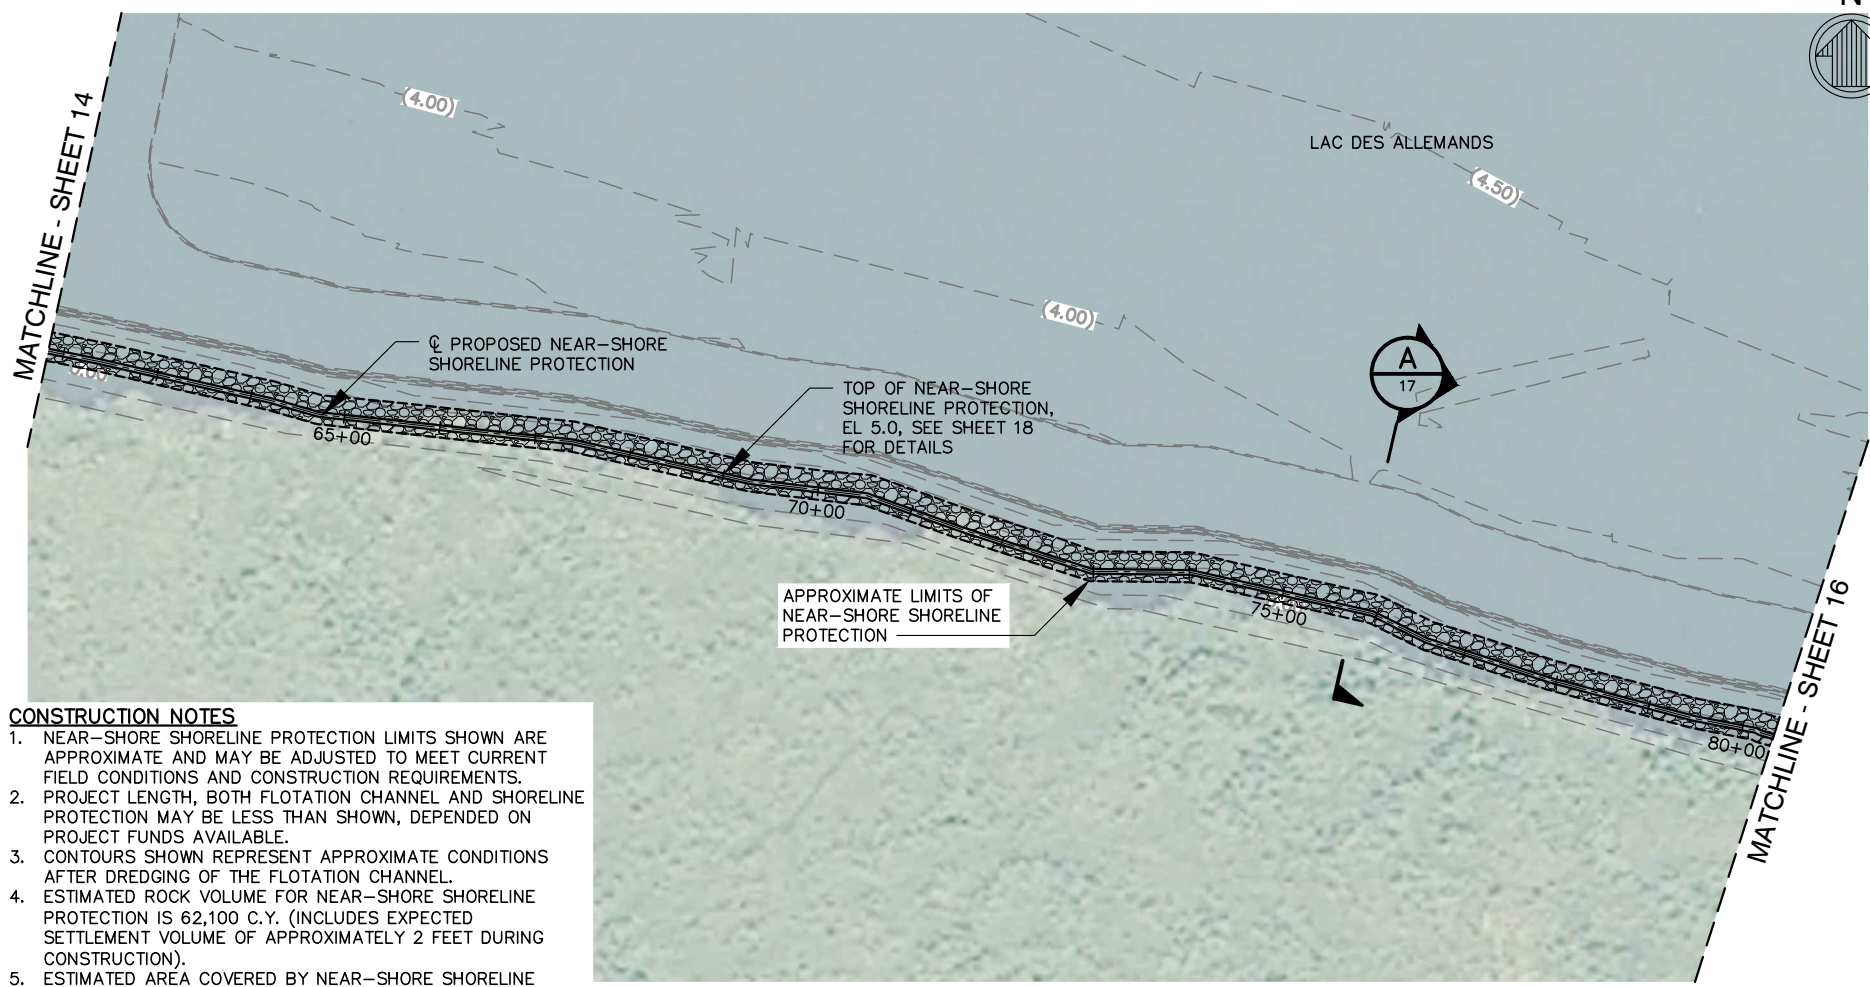 N
MATCHLINE - SHEET 14
(4.00)
LAC DES ALLEMANDS
(4.50)
(4.00)
A
17
℄ PROPOSED NEAR-SHORE
SHORELINE PROTECTION
TOP OF NEAR-SHORE
SHORELINE PROTECTION,
EL 5.0, SEE SHEET 18
FOR DETAILS
65+00
70+00
APPROXIMATE LIMITS OF
NEAR-SHORE SHORELINE
PROTECTION
75+00
80+00
MATCHLINE - SHEET 16
CONSTRUCTION NOTES
1. NEAR-SHORE SHORELINE PROTECTION LIMITS SHOWN ARE
APPROXIMATE AND MAY BE ADJUSTED TO MEET CURRENT
FIELD CONDITIONS AND CONSTRUCTION REQUIREMENTS.
2. PROJECT LENGTH, BOTH FLOTATION CHANNEL AND SHORELINE
PROTECTION MAY BE LESS THAN SHOWN, DEPENDED ON
PROJECT FUNDS AVAILABLE.
3. CONTOURS SHOWN REPRESENT APPROXIMATE CONDITIONS
AFTER DREDGING OF THE FLOTATION CHANNEL.
4. ESTIMATED ROCK VOLUME FOR NEAR-SHORE SHORELINE
PROTECTION IS 62,100 C.Y. (INCLUDES EXPECTED
SETTLEMENT VOLUME OF APPROXIMATELY 2 FEET DURING
CONSTRUCTION).
5. ESTIMATED AREA COVERED BY NEAR-SHORE SHORELINE